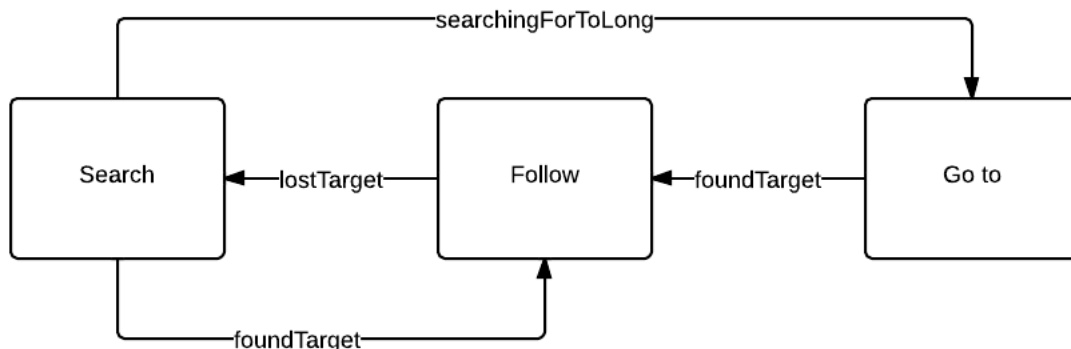 searchingForToLong
Search
lostTarget
Follow
foundTarget
Go to
foundTarget